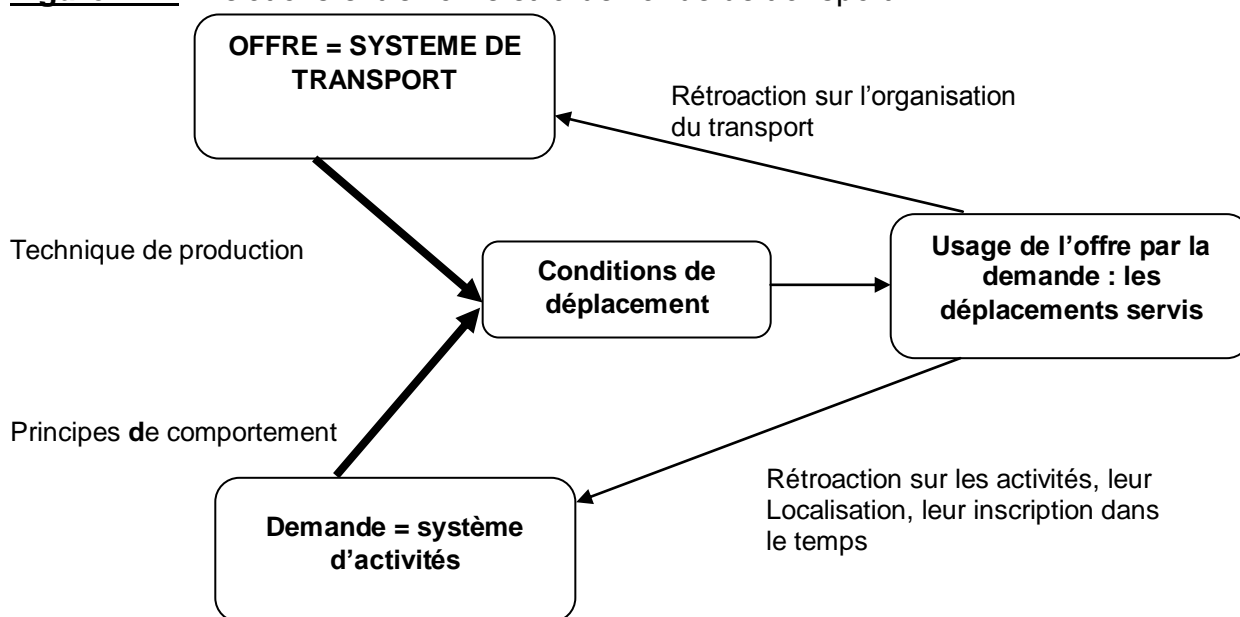 OFFRE = SYSTEME DE
TRANSPORT
Rétroaction sur l’organisation
du transport
Technique de production
Conditions de
déplacement
Usage de l’offre par la
demande : les
déplacements servis
Principes de comportement
Demande = système
d’activités
Rétroaction sur les activités, leur
Localisation, leur inscription dans
le temps